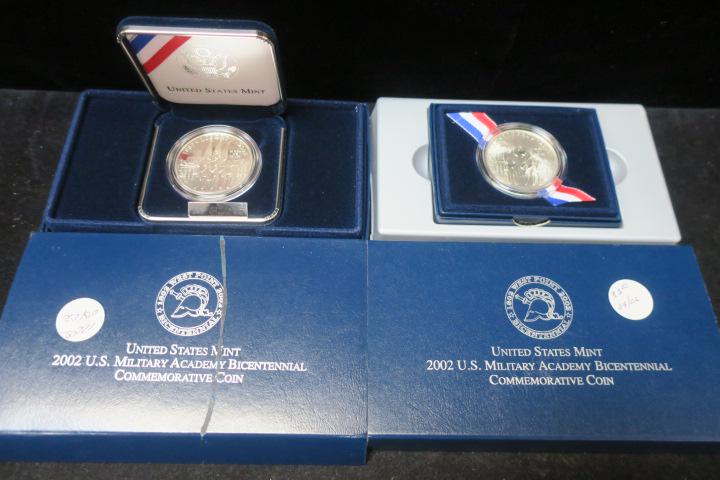 UNITED STATES MINT
1802 WEST POINT 2002
BICENTENNIAL
UNITED STATES MINT
2002 U.S. MILITARY ACADEMY BICENTENNIAL
COMMEMORATIVE COIN
1802 WEST POINT 2002
BICENTENNIAL
UNITED STATES MINT
2002 U.S. MILITARY ACADEMY BICENTENNIAL
COMMEMORATIVE COIN